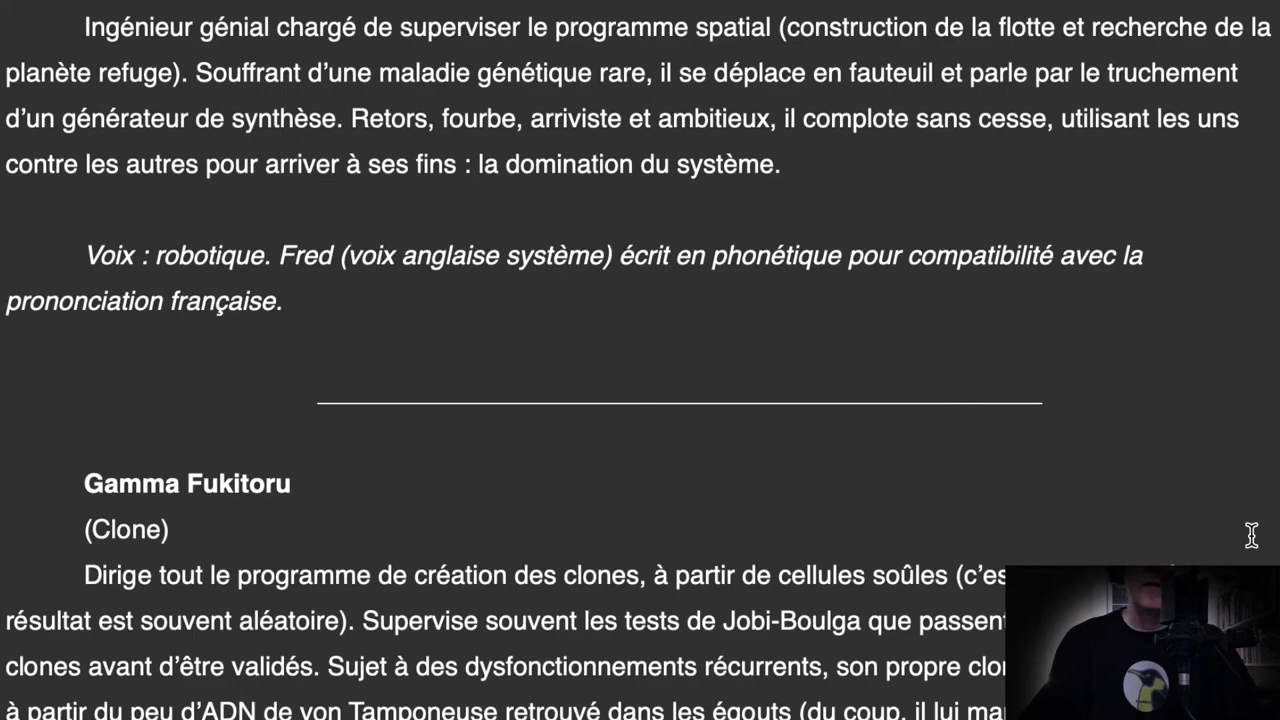 Ingénieur génial chargé de superviser le programme spatial (construction de la flotte et recherche de la
planète refuge). Souffrant d’une maladie génétique rare, il se déplace en fauteuil et parle par le truchement
d’un générateur de synthèse. Retors, fourbe, arriviste et ambitieux, il complote sans cesse, utilisant les uns
contre les autres pour arriver à ses fins : la domination du système.
Voix : robotique. Fred (voix anglaise système) écrit en phonétique pour compatibilité avec la
prononciation française.
Gamma Fukitoru
(Clone)
Dirige tout le programme de création des clones, à partir de cellules soûles (c’es
résultat est souvent aléatoire). Supervise souvent les tests de Jobi-Boulga que passent
clones avant d’être validés. Sujet à des dysfonctionnements récurrents, son propre clo
à partir du peu d’ADN de von Tamponeuse retrouvé dans les égouts (du coup, il lui ma